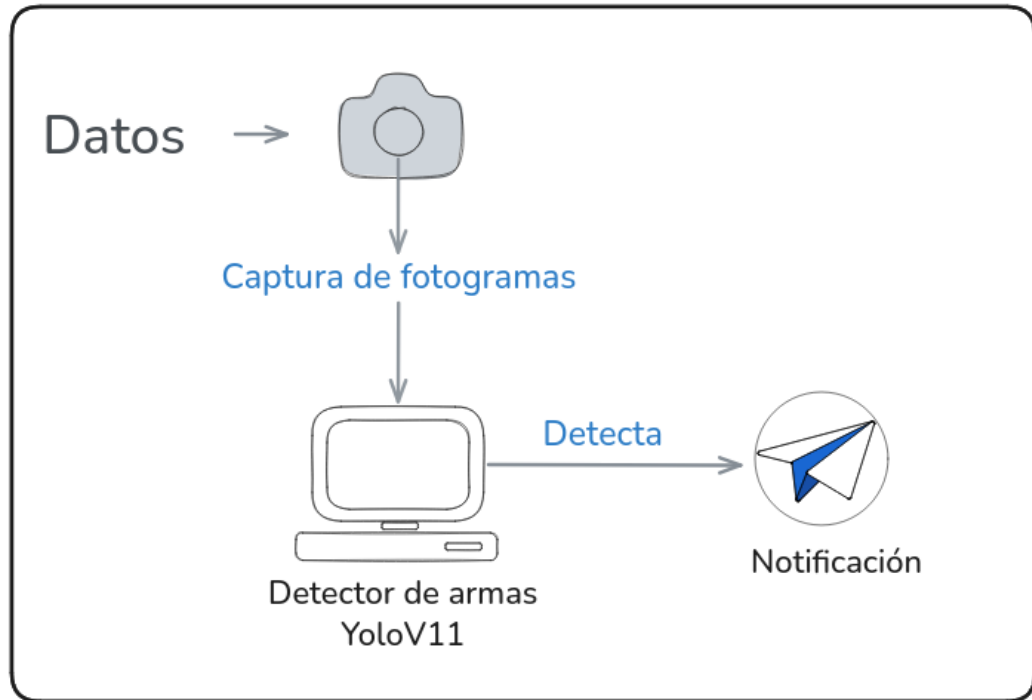 Datos
Captura de fotogramas
Detecta
Notificación
Detector de armas
YoloV11